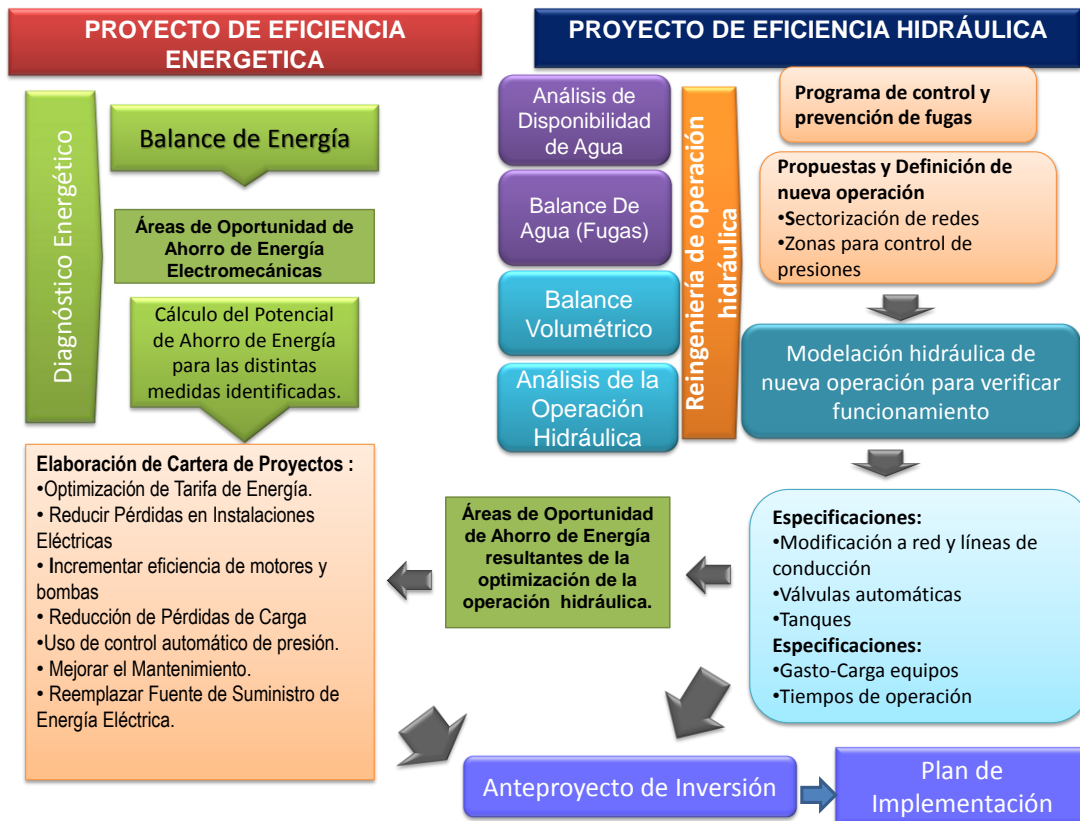 PROYECTO DE EFICIENCIA
ENERGETICA
Diagnóstico Energético
Balance de Energía
Áreas de Oportunidad de
Ahorro de Energía
Electromecánicas
Cálculo del Potencial
de Ahorro de Energía
para las distintas
medidas identificadas.
Elaboración de Cartera de Proyectos :
•Optimización de Tarifa de Energía.
• Reducir Pérdidas en Instalaciones
Eléctricas
• Incrementar eficiencia de motores y
bombas
• Reducción de Pérdidas de Carga
•Uso de control automático de presión.
• Mejorar el Mantenimiento.
• Reemplazar Fuente de Suministro de
Energía Eléctrica.
PROYECTO DE EFICIENCIA HIDRÁULICA
Análisis de
Disponibilidad
de Agua
Balance De
Agua (Fugas)
Balance
Volumétrico
Análisis de la
Operación
Hidráulica
Reingeniería de operación
hidráulica
Programa de control y
prevención de fugas
Propuestas y Definición de
nueva operación
•Sectorización de redes
•Zonas para control de
presiones
Modelación hidráulica de
nueva operación para verificar
funcionamiento
Especificaciones:
•Modificación a red y líneas de
conducción
•Válvulas automáticas
•Tanques
Especificaciones:
•Gasto-Carga equipos
•Tiempos de operación
Áreas de Oportunidad
de Ahorro de Energía
resultantes de la
optimización de la
operación hidráulica.
Anteproyecto de Inversión
Plan de
Implementación